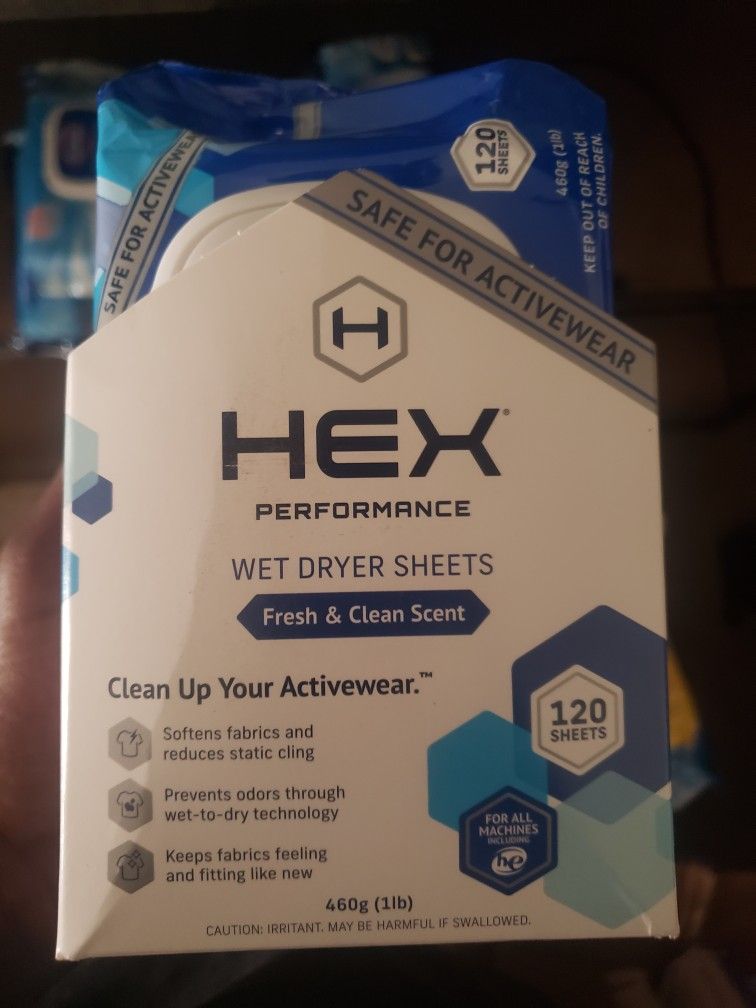 120
SHEETS
460g (1lb)
KEEP OUT OF REACH
OF CHILDREN.
SAFE FOR ACTIVEWEAR
SAFE FOR ACTIVEWEAR
H
HEX®
PERFORMANCE
WET DRYER SHEETS
Fresh & Clean Scent
Clean Up Your Activewear.™
Softens fabrics and
reduces static cling
Prevents odors through
wet-to-dry technology
Keeps fabrics feeling
and fitting like new
120
SHEETS
FOR ALL
MACHINES
INCLUDING
he
460g (1lb)
CAUTION: IRRITANT. MAY BE HARMFUL IF SWALLOWED.